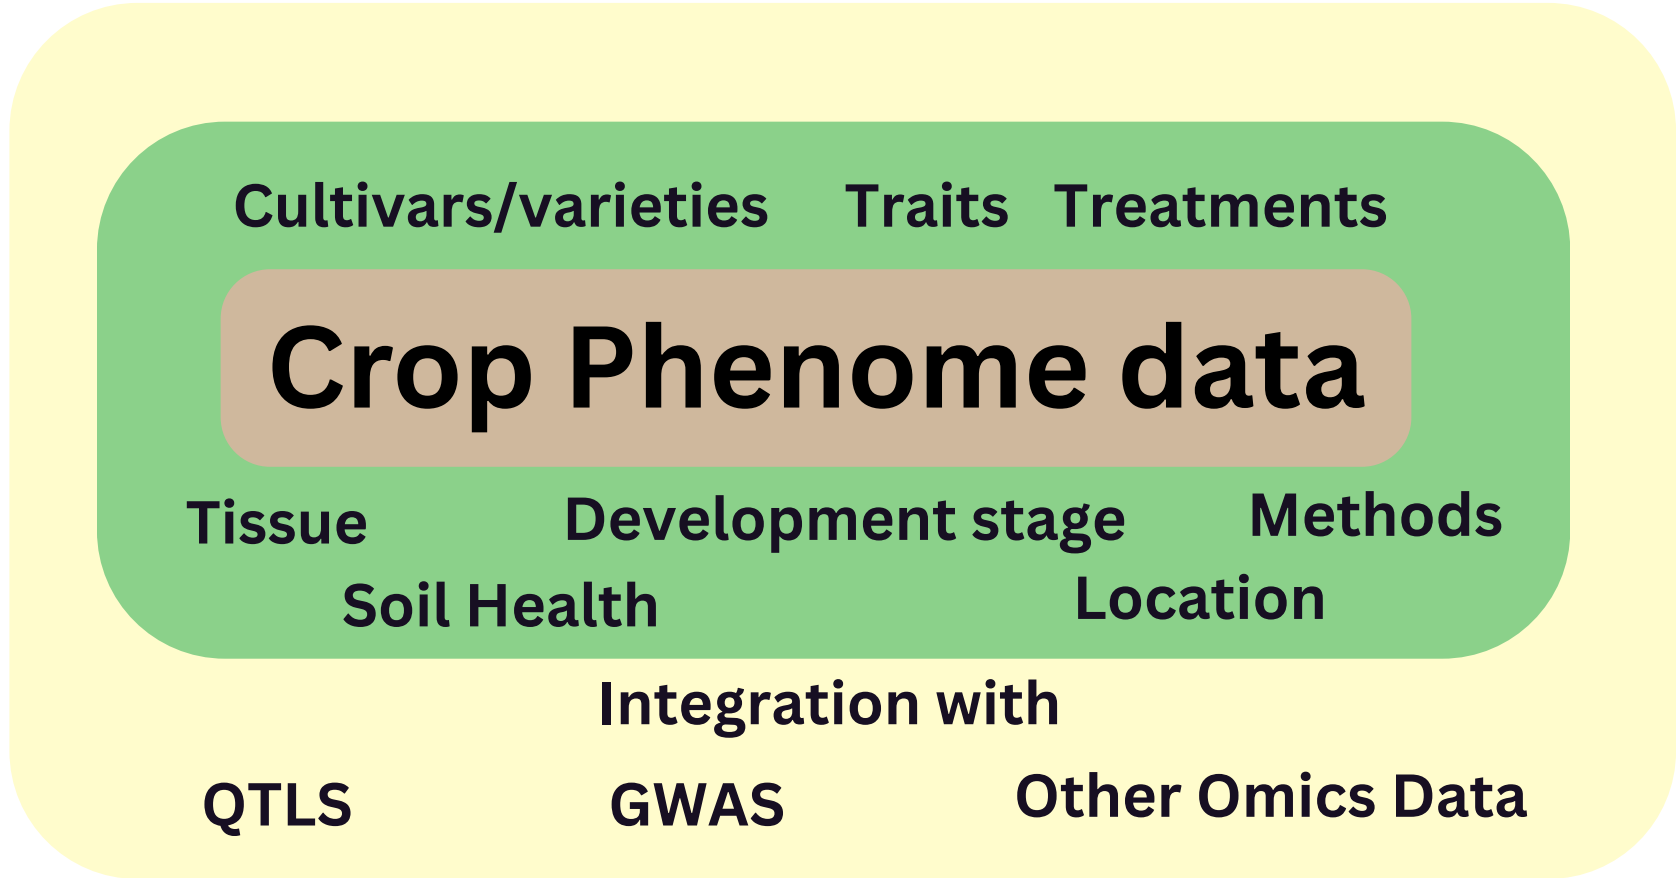 Cultivars/varieties Traits Treatments
Crop Phenome data
Tissue Development stage Methods
Soil Health Location
Integration with
QTLS GWAS Other Omics Data